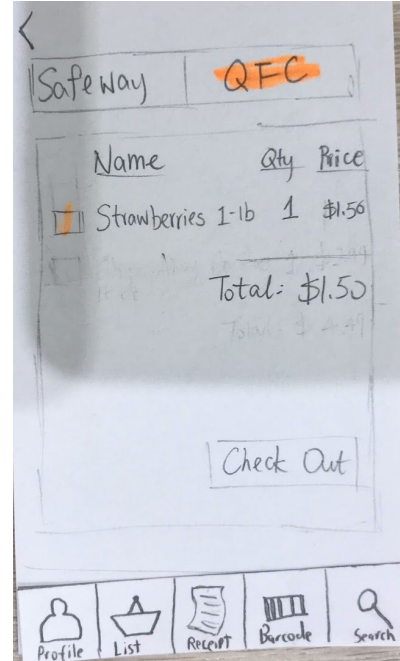 Safeway QFC
Name Qty Price
Strawberries 1-lb 1 $1.50
Total: $1.50
Check Out
Profile List Receipt Barcode Search